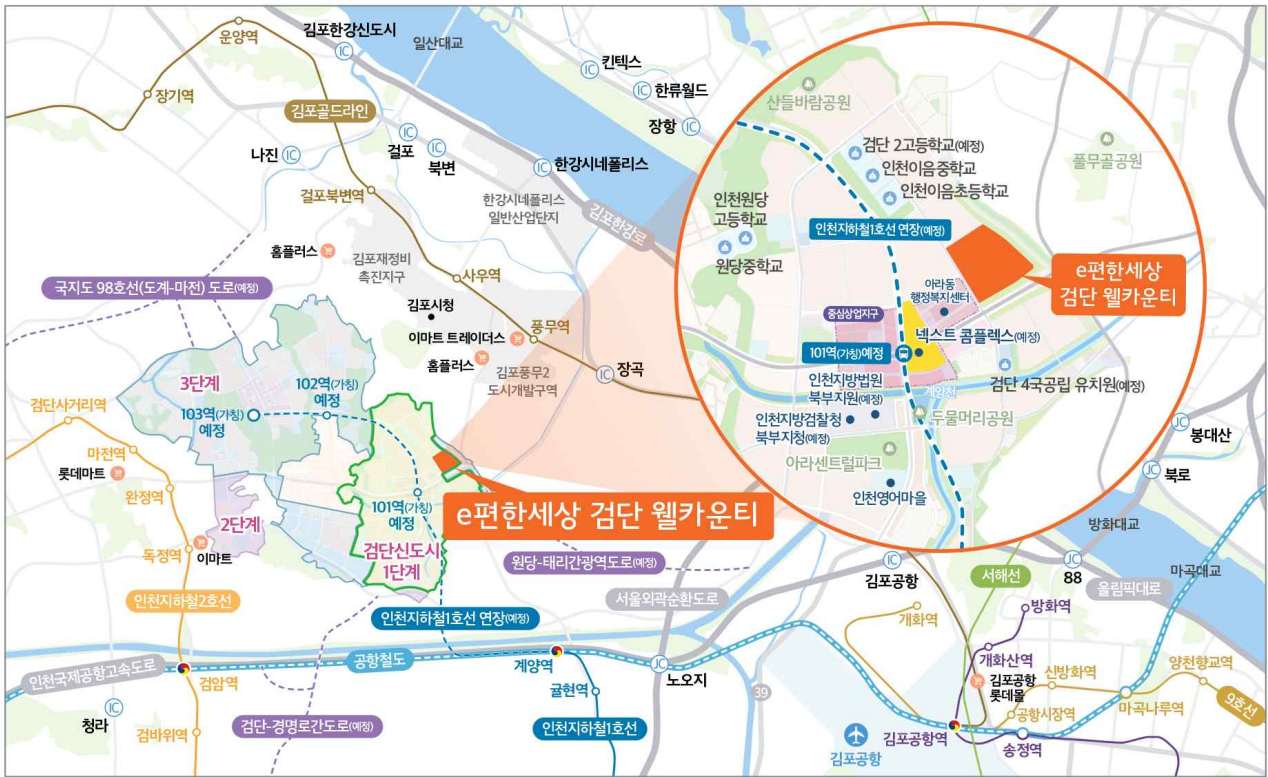 운양역
장기역
김포골드라인
김포한강신도시
IC
일산대교
킨텍스
IC
한류월드
IC
장항
IC
나진
IC
걸포
IC
북변
IC
한강시네폴리스
IC
걸포북변역
한강시네폴리스
일반산업단지
김포한강로
홈플러스
김포재정비
촉진지구
사우역
국지도 98호선(도계-마전) 도로(예정)
김포시청
이마트 트레이더스
풍무역
홈플러스
김포풍무2
도시개발구역
장곡
IC
3단계
102역(가칭)
예정
103역(가칭)
예정
검단사거리역
마전역
롯데마트
완정역
2단계
101역(가칭)
예정
독정역
이마트
검단신도시
1단계
e편한세상 검단 웰카운티
원당-태리간광역도로(예정)
인천지하철2호선
인천지하철1호선 연장(예정)
서울외곽순환도로
인천국제공항고속도로
공항철도
계양역
검암역
노오지
JC
귤현역
청라
IC
검단-경명로간도로(예정)
인천지하철1호선
검바위역
39
산들바람공원
검단 2고등학교(예정)
인천이음중학교
인천이음초등학교
풀무골공원
인천원당
고등학교
원당중학교
인천지하철1호선 연장(예정)
e편한세상
검단 웰카운티
아라동
행정복지센터
중심상업지구
넥스트 콤플렉스(예정)
101역(가칭)예정
인천지방법원
북부지원(예정)
검단 4국공립 유치원(예정)
계양천
인천지방검찰청
북부지청(예정)
두물머리공원
아라센트럴파크
인천영어마을
JC
봉대산
JC
북로
방화대교
IC
김포공항
서해선
JC
88
마곡대교
올림픽대로
개화역
방화역
개화산역
신방화역
양천향교역
김포공항
롯데몰
공항시장역
마곡나루역
9호선
김포공항
김포공항역
송정역